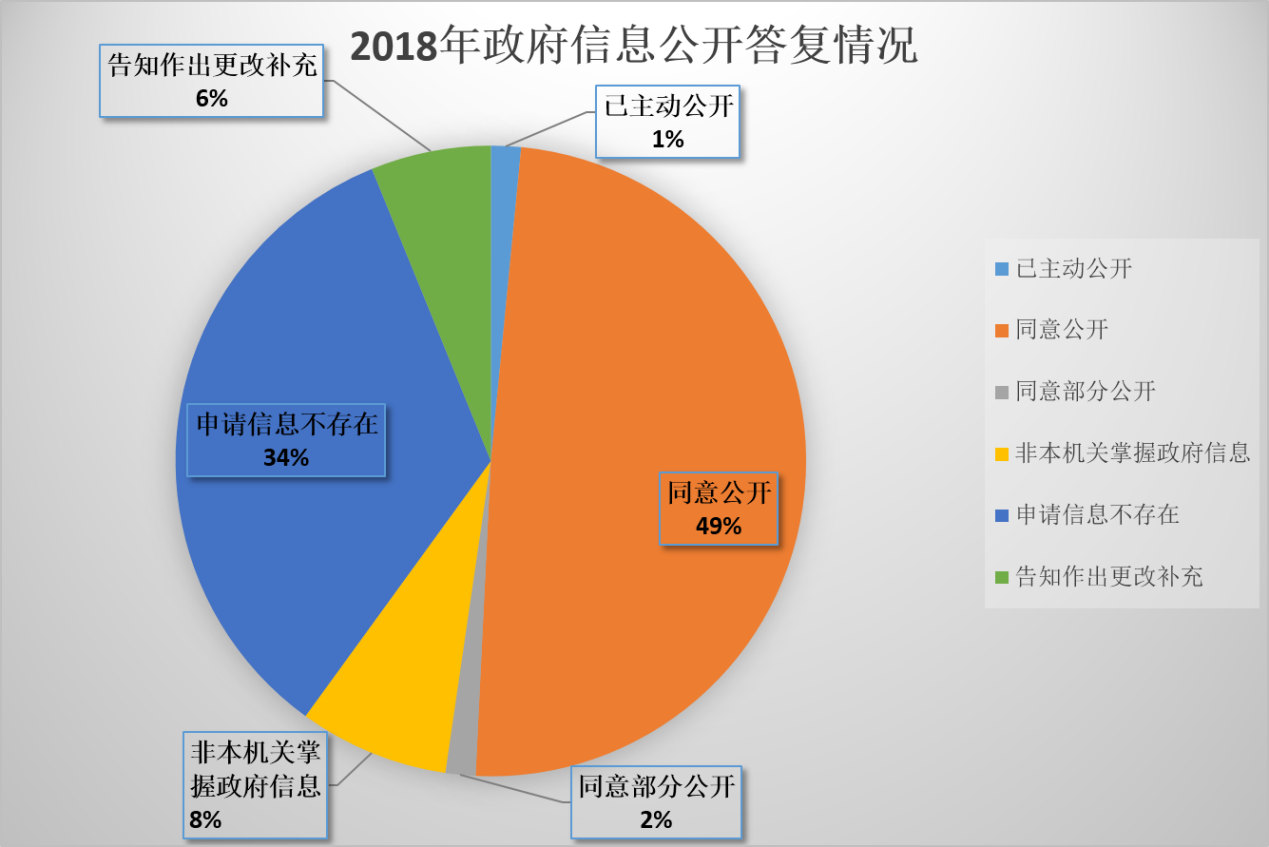 2018年政府信息公开答复情况
告知作出更改补充
6%
已主动公开
1%
申请信息不存在
34%
同意公开
49%
非本机关掌
握政府信息
8%
同意部分公开
2%
已主动公开
同意公开
同意部分公开
非本机关掌握政府信息
申请信息不存在
告知作出更改补充